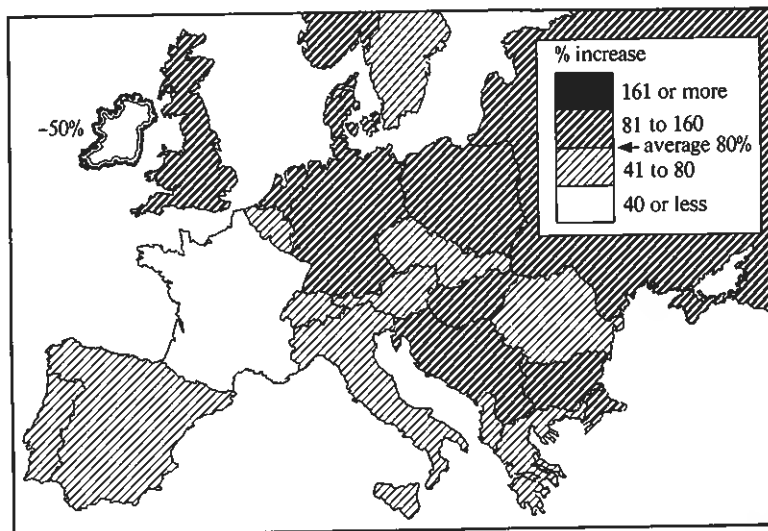 -50%
% increase
161 or more
81 to 160
average 80%
41 to 80
40 or less